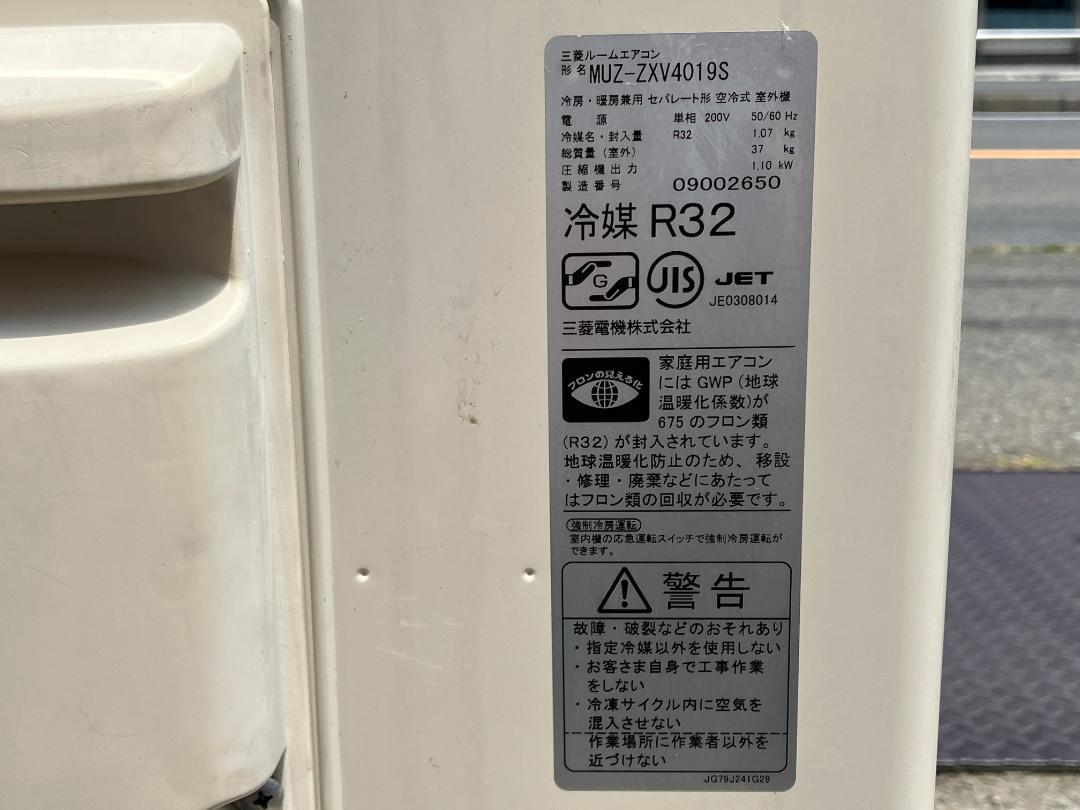 三菱ルームエアコン
形名 MUZ-ZXV4019S
冷房・暖房兼用 セパレート形 空冷式 室外機
電源 単相 200V 50/60 Hz
冷媒名・封入量 R32 1.07 kg
総質量(室外) 37 kg
圧縮機出力 1.10 kW
製造番号 09002650
冷媒 R32
G JIS JET
JE0308014
三菱電機株式会社
フロンの見える化
家庭用エアコン
にはGWP(地球
温暖化係数)が
675のフロン類
(R32)が封入されています。
地球温暖化防止のため、移設
・修理・廃棄などにあたって
はフロン類の回収が必要です。
強制冷房運転
室内機の応急運転スイッチで強制冷房運転が
できます。
警告
故障・破裂などのおそれあり
・指定冷媒以外を使用しない
・お客さま自身で工事作業
をしない
・冷凍サイクル内に空気を
混入させない
作業場所に作業者以外を
近づけない
JG79J241G29